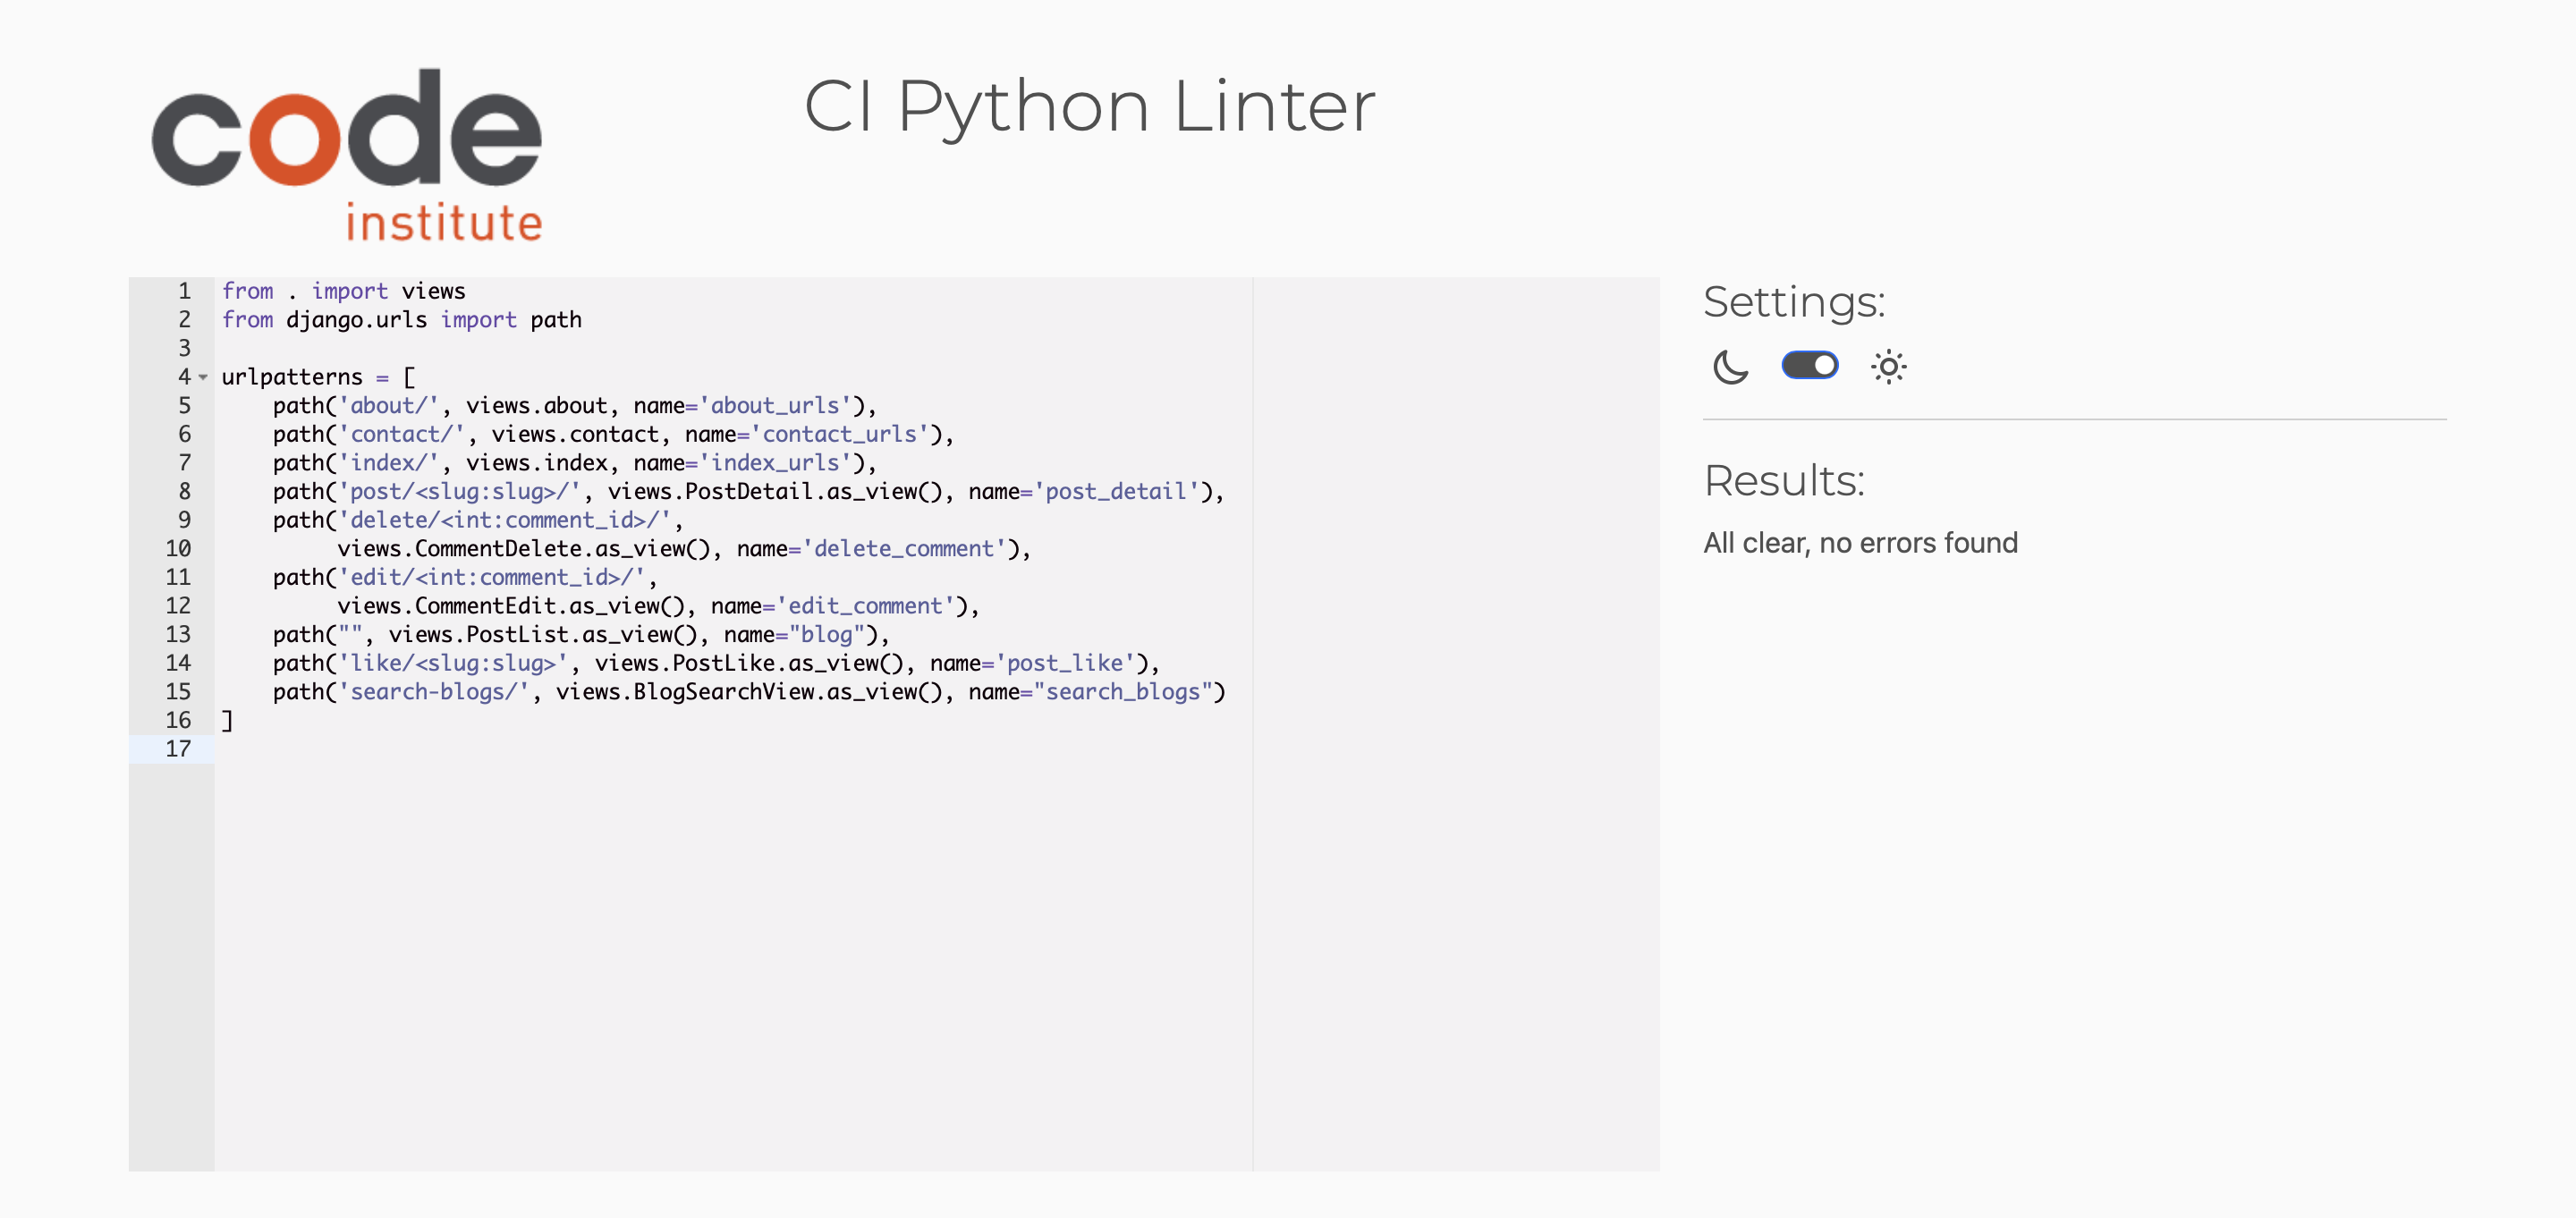 code
institute
CI Python Linter
1 from . import views
2 from django.urls import path
3
4 urlpatterns = [
5     path('about/', views.about, name='about_urls'),
6     path('contact/', views.contact, name='contact_urls'),
7     path('index/', views.index, name='index_urls'),
8     path('post/<slug:slug>/', views.PostDetail.as_view(), name='post_detail'),
9     path('delete/<int:comment_id>/',
10          views.CommentDelete.as_view(), name='delete_comment'),
11     path('edit/<int:comment_id>/',
12          views.CommentEdit.as_view(), name='edit_comment'),
13     path("", views.PostList.as_view(), name="blog"),
14     path('like/<slug:slug>', views.PostLike.as_view(), name='post_like'),
15     path('search-blogs/', views.BlogSearchView.as_view(), name="search_blogs")
16 ]
17
Settings:
Results:
All clear, no errors found